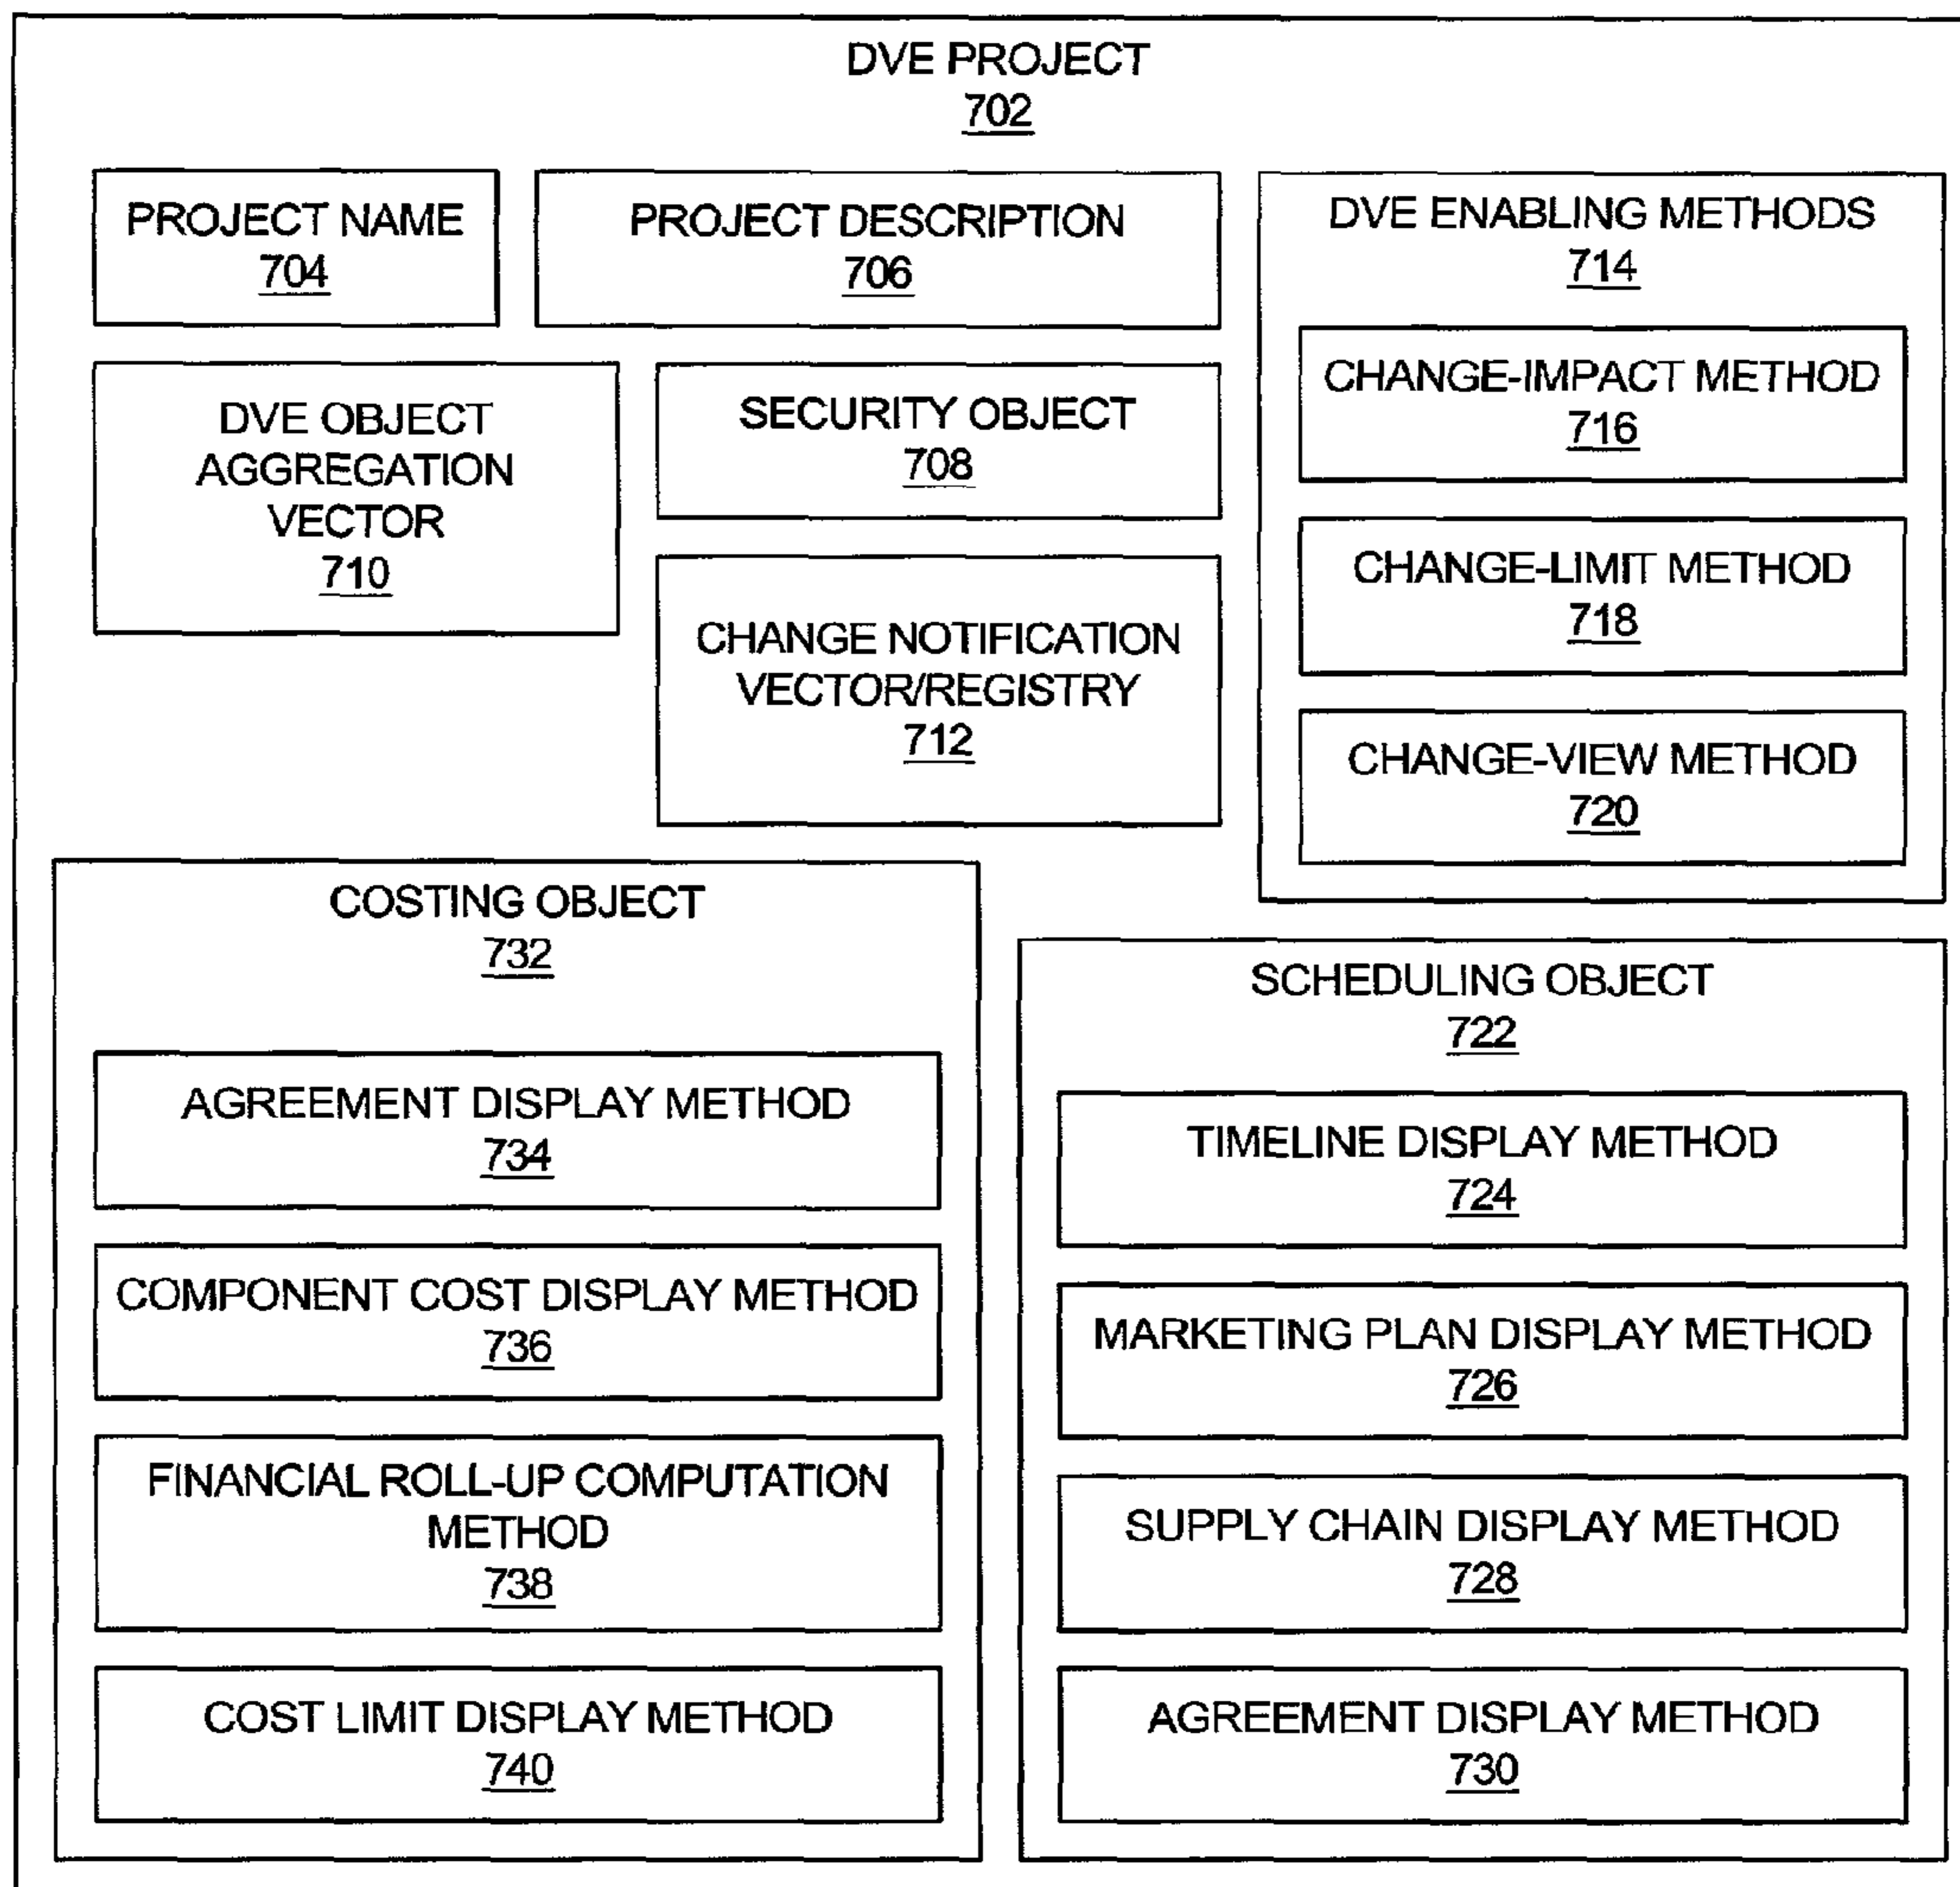 DVE PROJECT
702
PROJECT NAME
704
PROJECT DESCRIPTION
706
DVE OBJECT
AGGREGATION
VECTOR
710
SECURITY OBJECT
708
CHANGE NOTIFICATION
VECTOR/REGISTRY
712
DVE ENABLING METHODS
714
CHANGE-IMPACT METHOD
716
CHANGE-LIMIT METHOD
718
CHANGE-VIEW METHOD
720
COSTING OBJECT
732
AGREEMENT DISPLAY METHOD
734
COMPONENT COST DISPLAY METHOD
736
FINANCIAL ROLL-UP COMPUTATION
METHOD
738
COST LIMIT DISPLAY METHOD
740
SCHEDULING OBJECT
722
TIMELINE DISPLAY METHOD
724
MARKETING PLAN DISPLAY METHOD
726
SUPPLY CHAIN DISPLAY METHOD
728
AGREEMENT DISPLAY METHOD
730